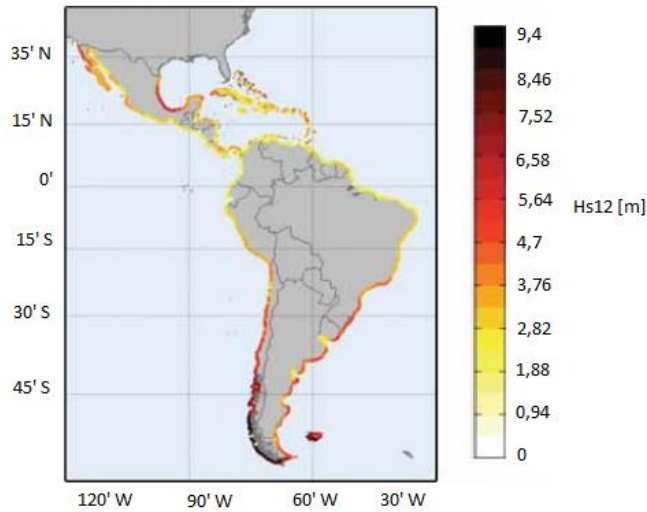 35' N
15' N
0'
15' S
30' S
45' S
120' W
90' W
60' W
30' W
9,4
8,46
7,52
6,58
5,64
4,7
3,76
2,82
1,88
0,94
0
Hs12 [m]